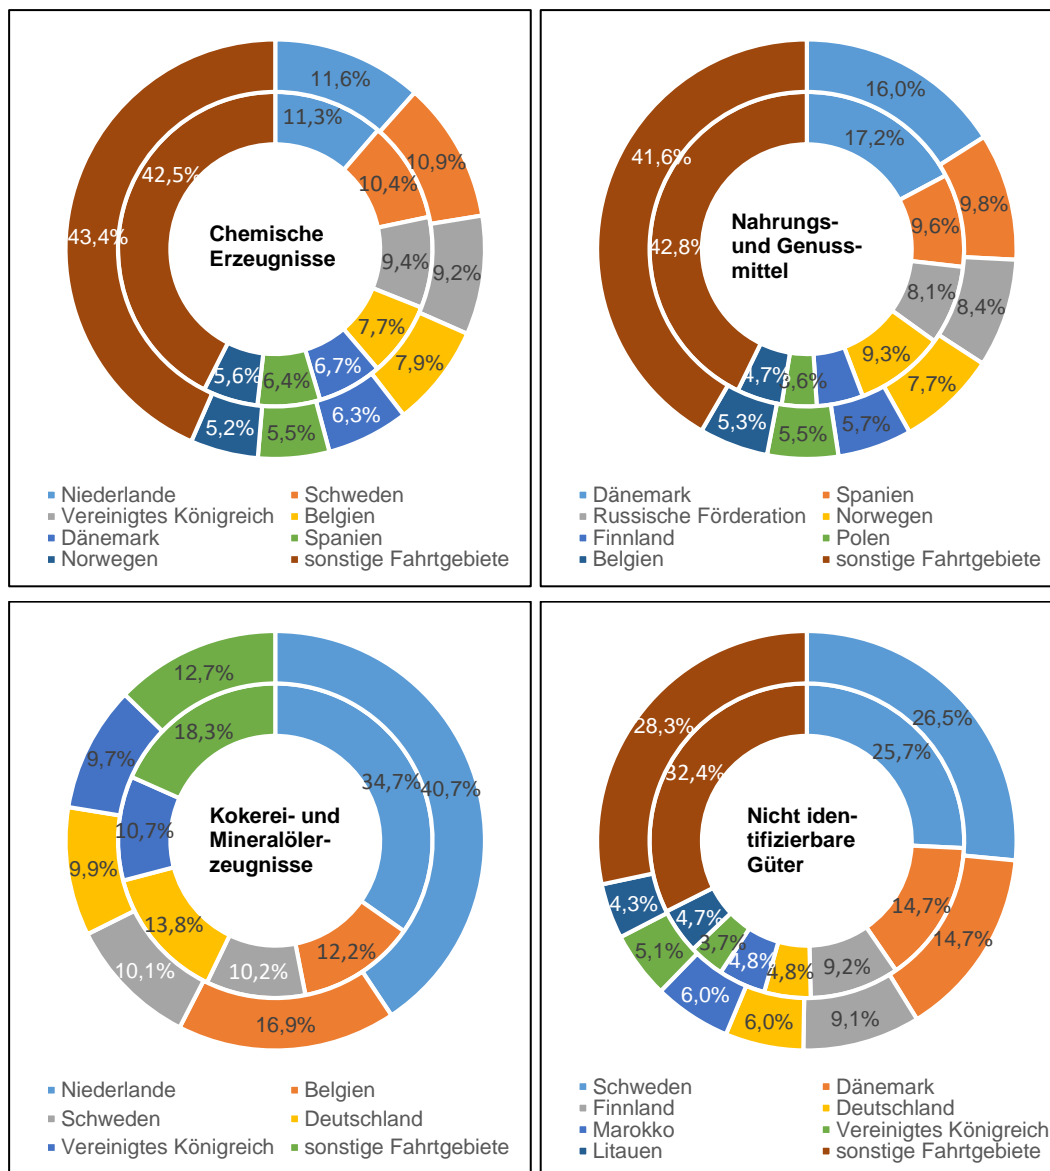 11,6%
11,3%
10,9%
10,4%
42,5%
43,4%
Chemische
Erzeugnisse
9,4%
9,2%
7,7%
7,9%
6,7%
6,3%
6,4%
5,5%
5,6%
5,2%
Niederlande
Schweden
Vereinigtes Königreich
Belgien
Dänemark
Spanien
Norwegen
sonstige Fahrtgebiete
16,0%
17,2%
41,6%
42,8%
9,8%
9,6%
Nahrungs-
und Genuss-
mittel
8,1%
8,4%
9,3%
7,7%
5,7%
3,6%
5,5%
4,7%
5,3%
Dänemark
Spanien
Russische Förderation
Norwegen
Finnland
Polen
Belgien
sonstige Fahrtgebiete
12,7%
18,3%
9,7%
34,7%
40,7%
Kokerei- und
Mineralöler-
zeugnisse
10,7%
9,9%
13,8%
12,2%
10,1%
10,2%
16,9%
Niederlande
Belgien
Schweden
Deutschland
Vereinigtes Königreich
sonstige Fahrtgebiete
28,3%
26,5%
25,7%
32,4%
Nicht iden-
tifizierbare
Güter
4,3%
4,7%
14,7%
14,7%
5,1%
3,7%
4,8%
4,8%
9,2%
6,0%
6,0%
9,1%
Schweden
Dänemark
Finnland
Deutschland
Marokko
Vereinigtes Königreich
Litauen
sonstige Fahrtgebiete